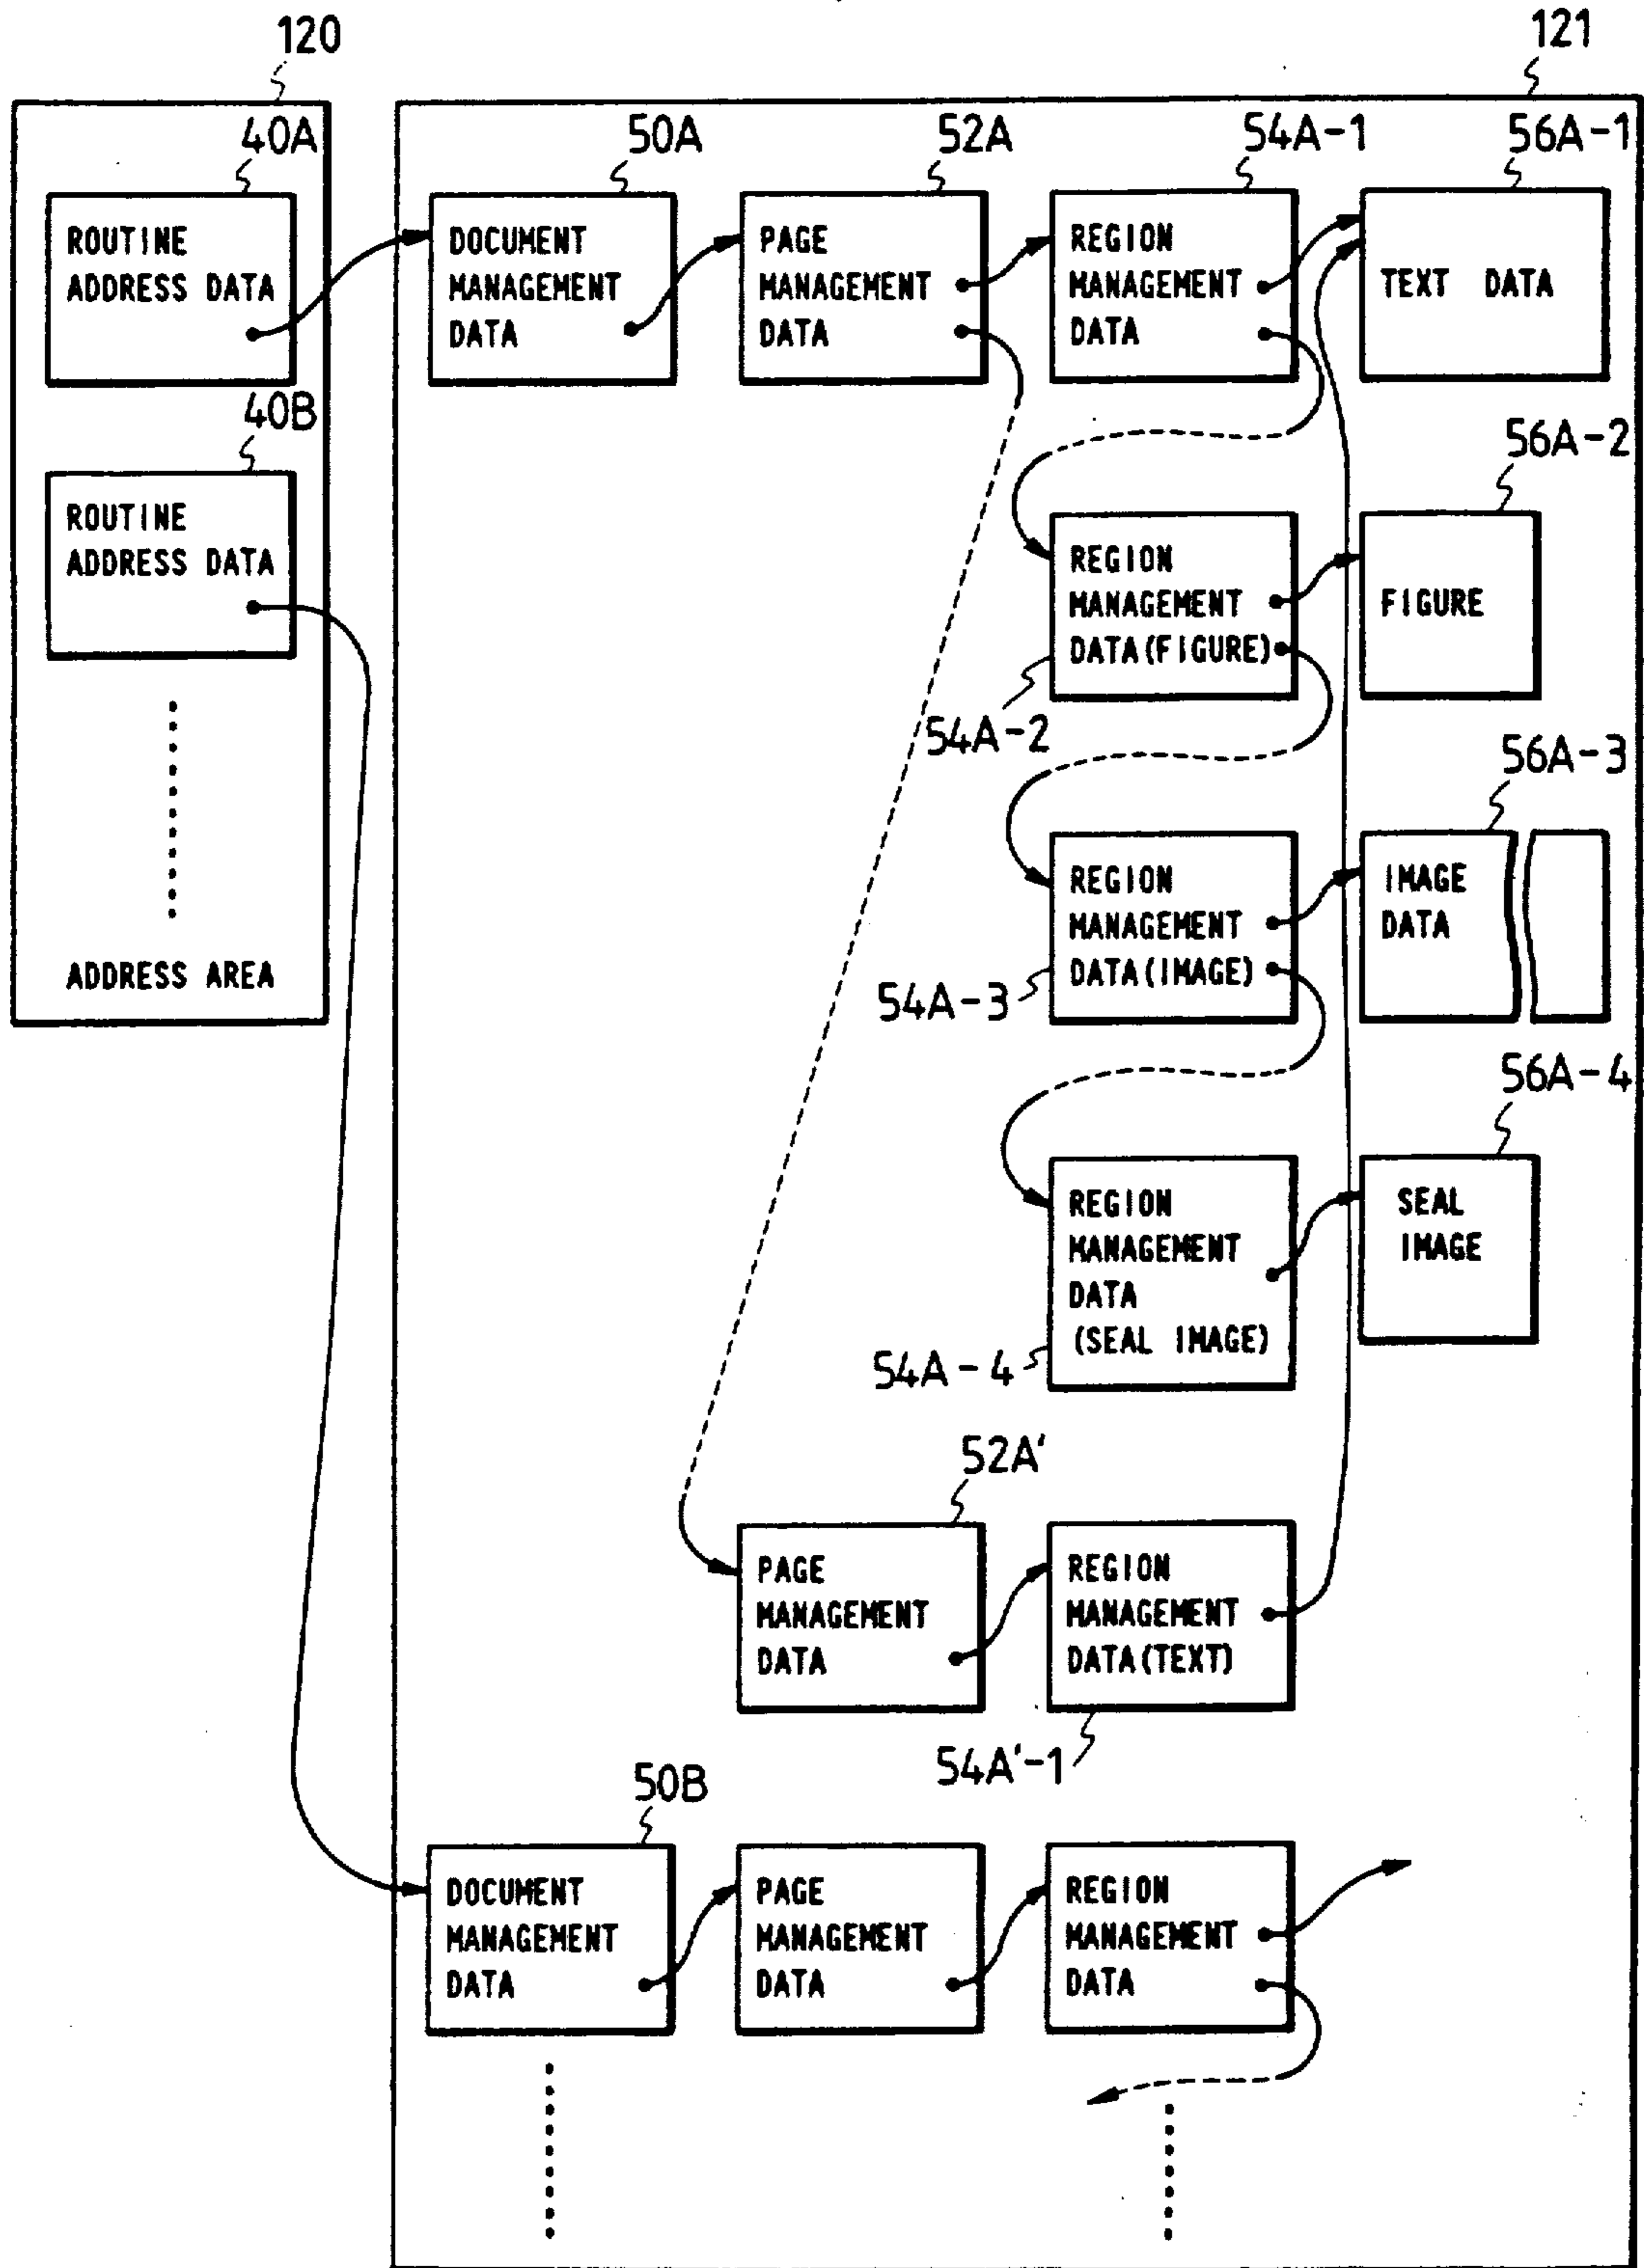 120
121
40A
50A
52A
54A-1
56A-1
ROUTINE
ADDRESS DATA
DOCUMENT
MANAGEMENT
DATA
PAGE
MANAGEMENT
DATA
REGION
MANAGEMENT
DATA
TEXT DATA
40B
56A-2
ROUTINE
ADDRESS DATA
REGION
MANAGEMENT
DATA(FIGURE)
FIGURE
54A-2
56A-3
REGION
MANAGEMENT
DATA(IMAGE)
IMAGE
DATA
ADDRESS AREA
54A-3
56A-4
REGION
MANAGEMENT
DATA
(SEAL IMAGE)
SEAL
IMAGE
54A-4
52A'
PAGE
MANAGEMENT
DATA
REGION
MANAGEMENT
DATA(TEXT)
54A'-1
50B
DOCUMENT
MANAGEMENT
DATA
PAGE
MANAGEMENT
DATA
REGION
MANAGEMENT
DATA